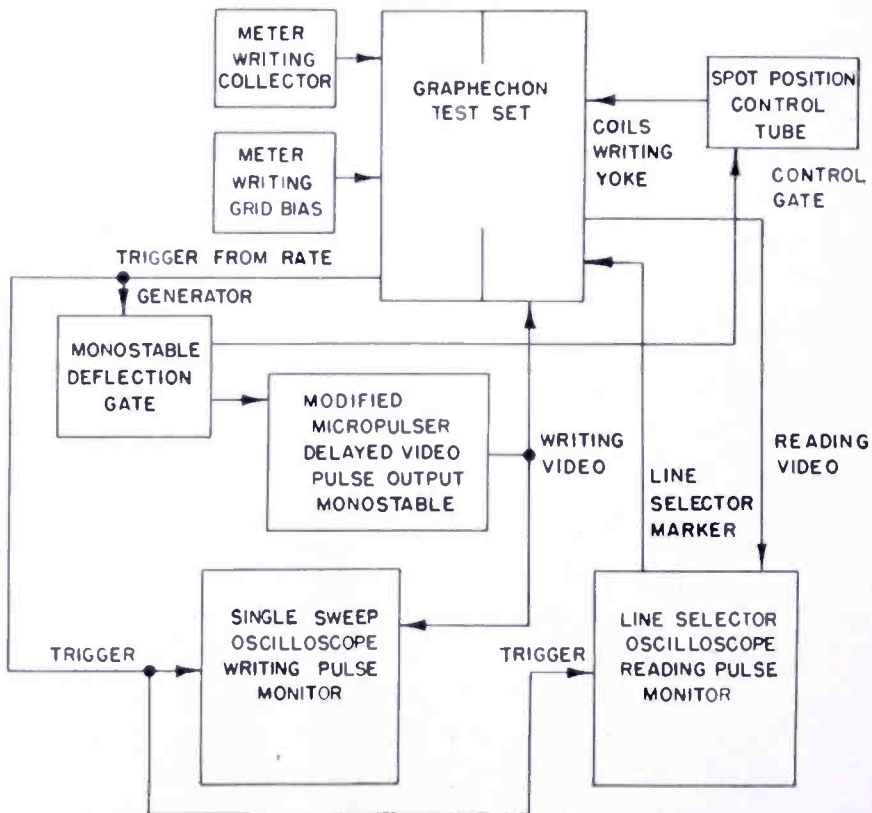 METER
WRITING
COLLECTOR
GRAPHECHON
TEST SET
SPOT POSITION
CONTROL
TUBE
METER
WRITING
GRID BIAS
COILS
WRITING
YOKE
CONTROL
GATE
TRIGGER FROM RATE
GENERATOR
MONOSTABLE
DEFLECTION
GATE
MODIFIED
MICROPULSER
DELAYED VIDEO
PULSE OUTPUT
MONOSTABLE
WRITING
VIDEO
LINE
SELECTOR
MARKER
READING
VIDEO
TRIGGER
SINGLE SWEEP
OSCILLOSCOPE
WRITING PULSE
MONITOR
TRIGGER
LINE SELECTOR
OSCILLOSCOPE
READING PULSE
MONITOR